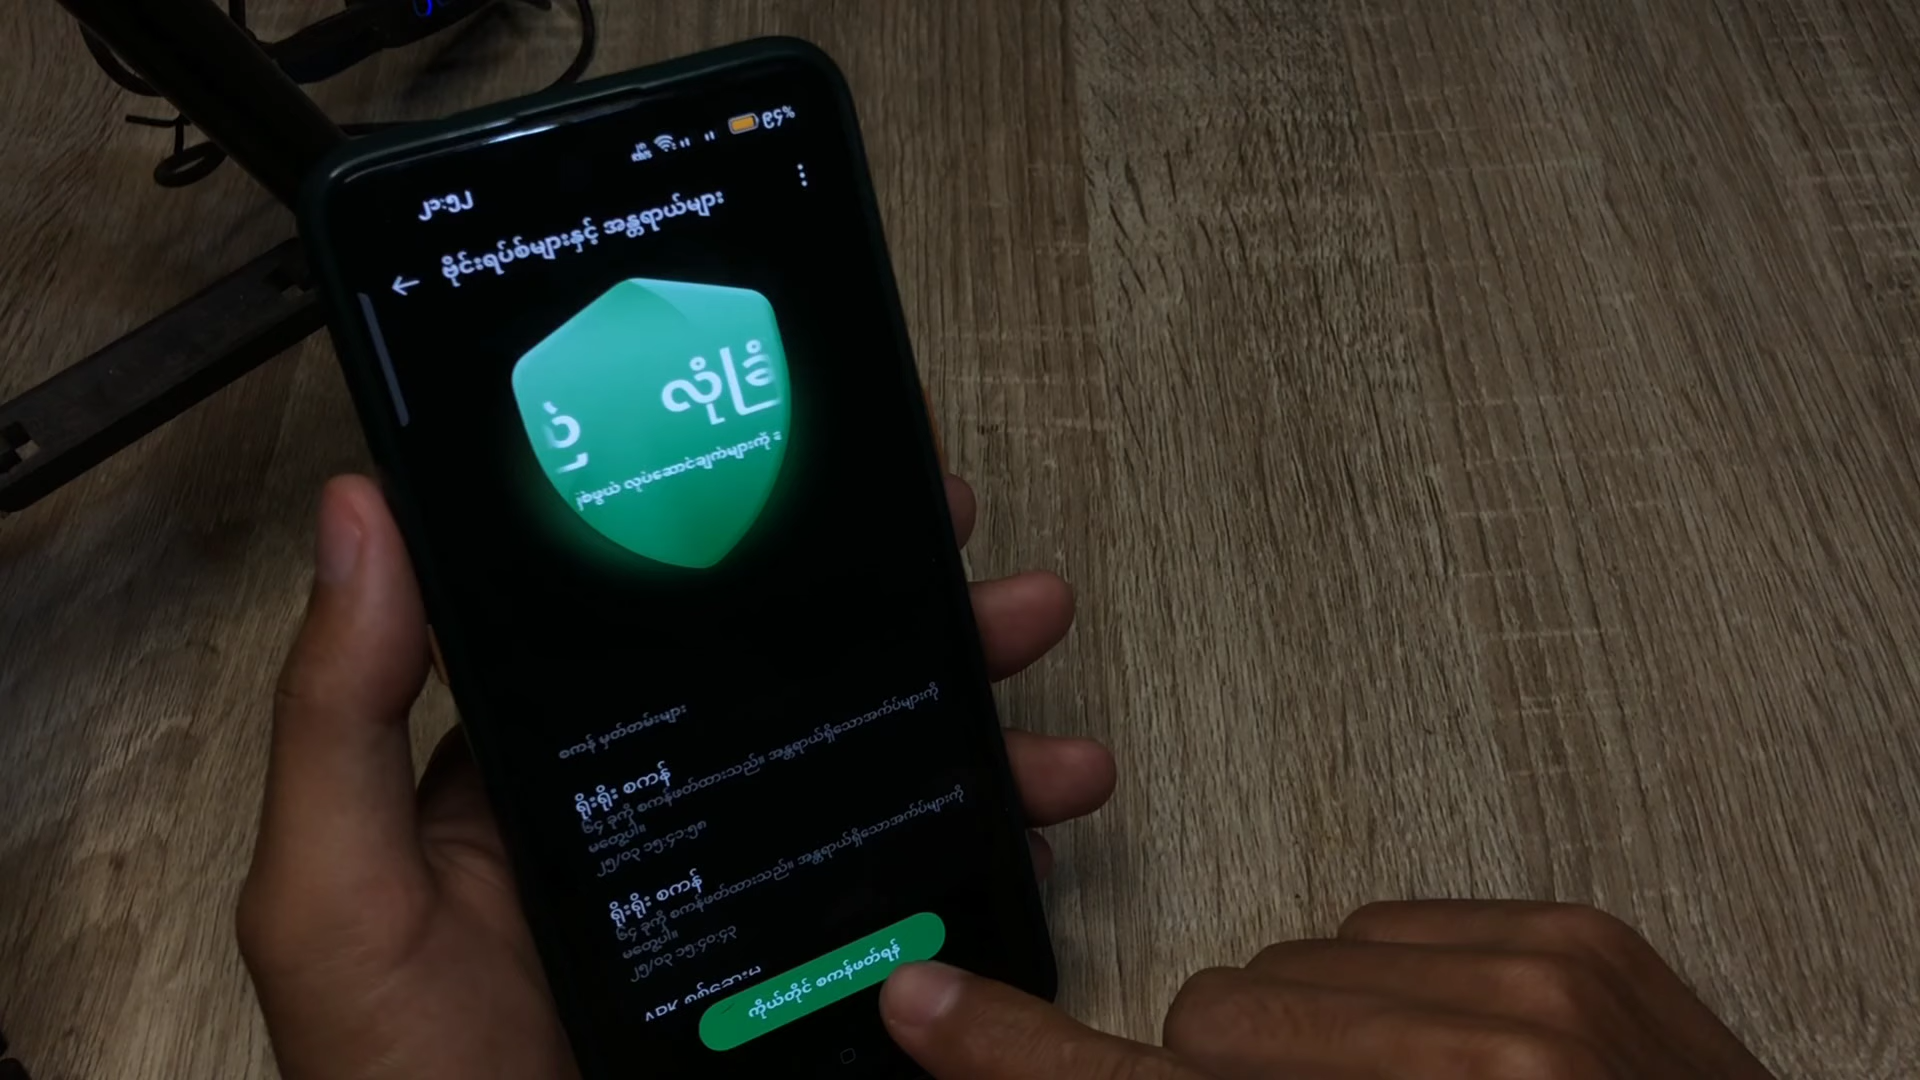 ၂၁:၅၂
၉၄%
ဗိုင်းရပ်စ်များနှင့် အန္တရာယ်များ
လုံခြုံ
လုပ်ဆောင်ချက်များကို
စကန် မှတ်တမ်းများ
ရိုးရိုး စကန်
၆၄ ခုကို စကန်ဖတ်ထားသည်။ အန္တရာယ်ရှိသောအက်ပ်များကို
မတွေ့ပါ။
၂၅/၀၃ ၁၅:၄၁:၅၈
ရိုးရိုး စကန်
၆၄ ခုကို စကန်ဖတ်ထားသည်။ အန္တရာယ်ရှိသောအက်ပ်များကို
မတွေ့ပါ။
၂၅/၀၃ ၁၅:၄၀:၄၃
APK
ကိုယ်တိုင် စကန်ဖတ်ရန်